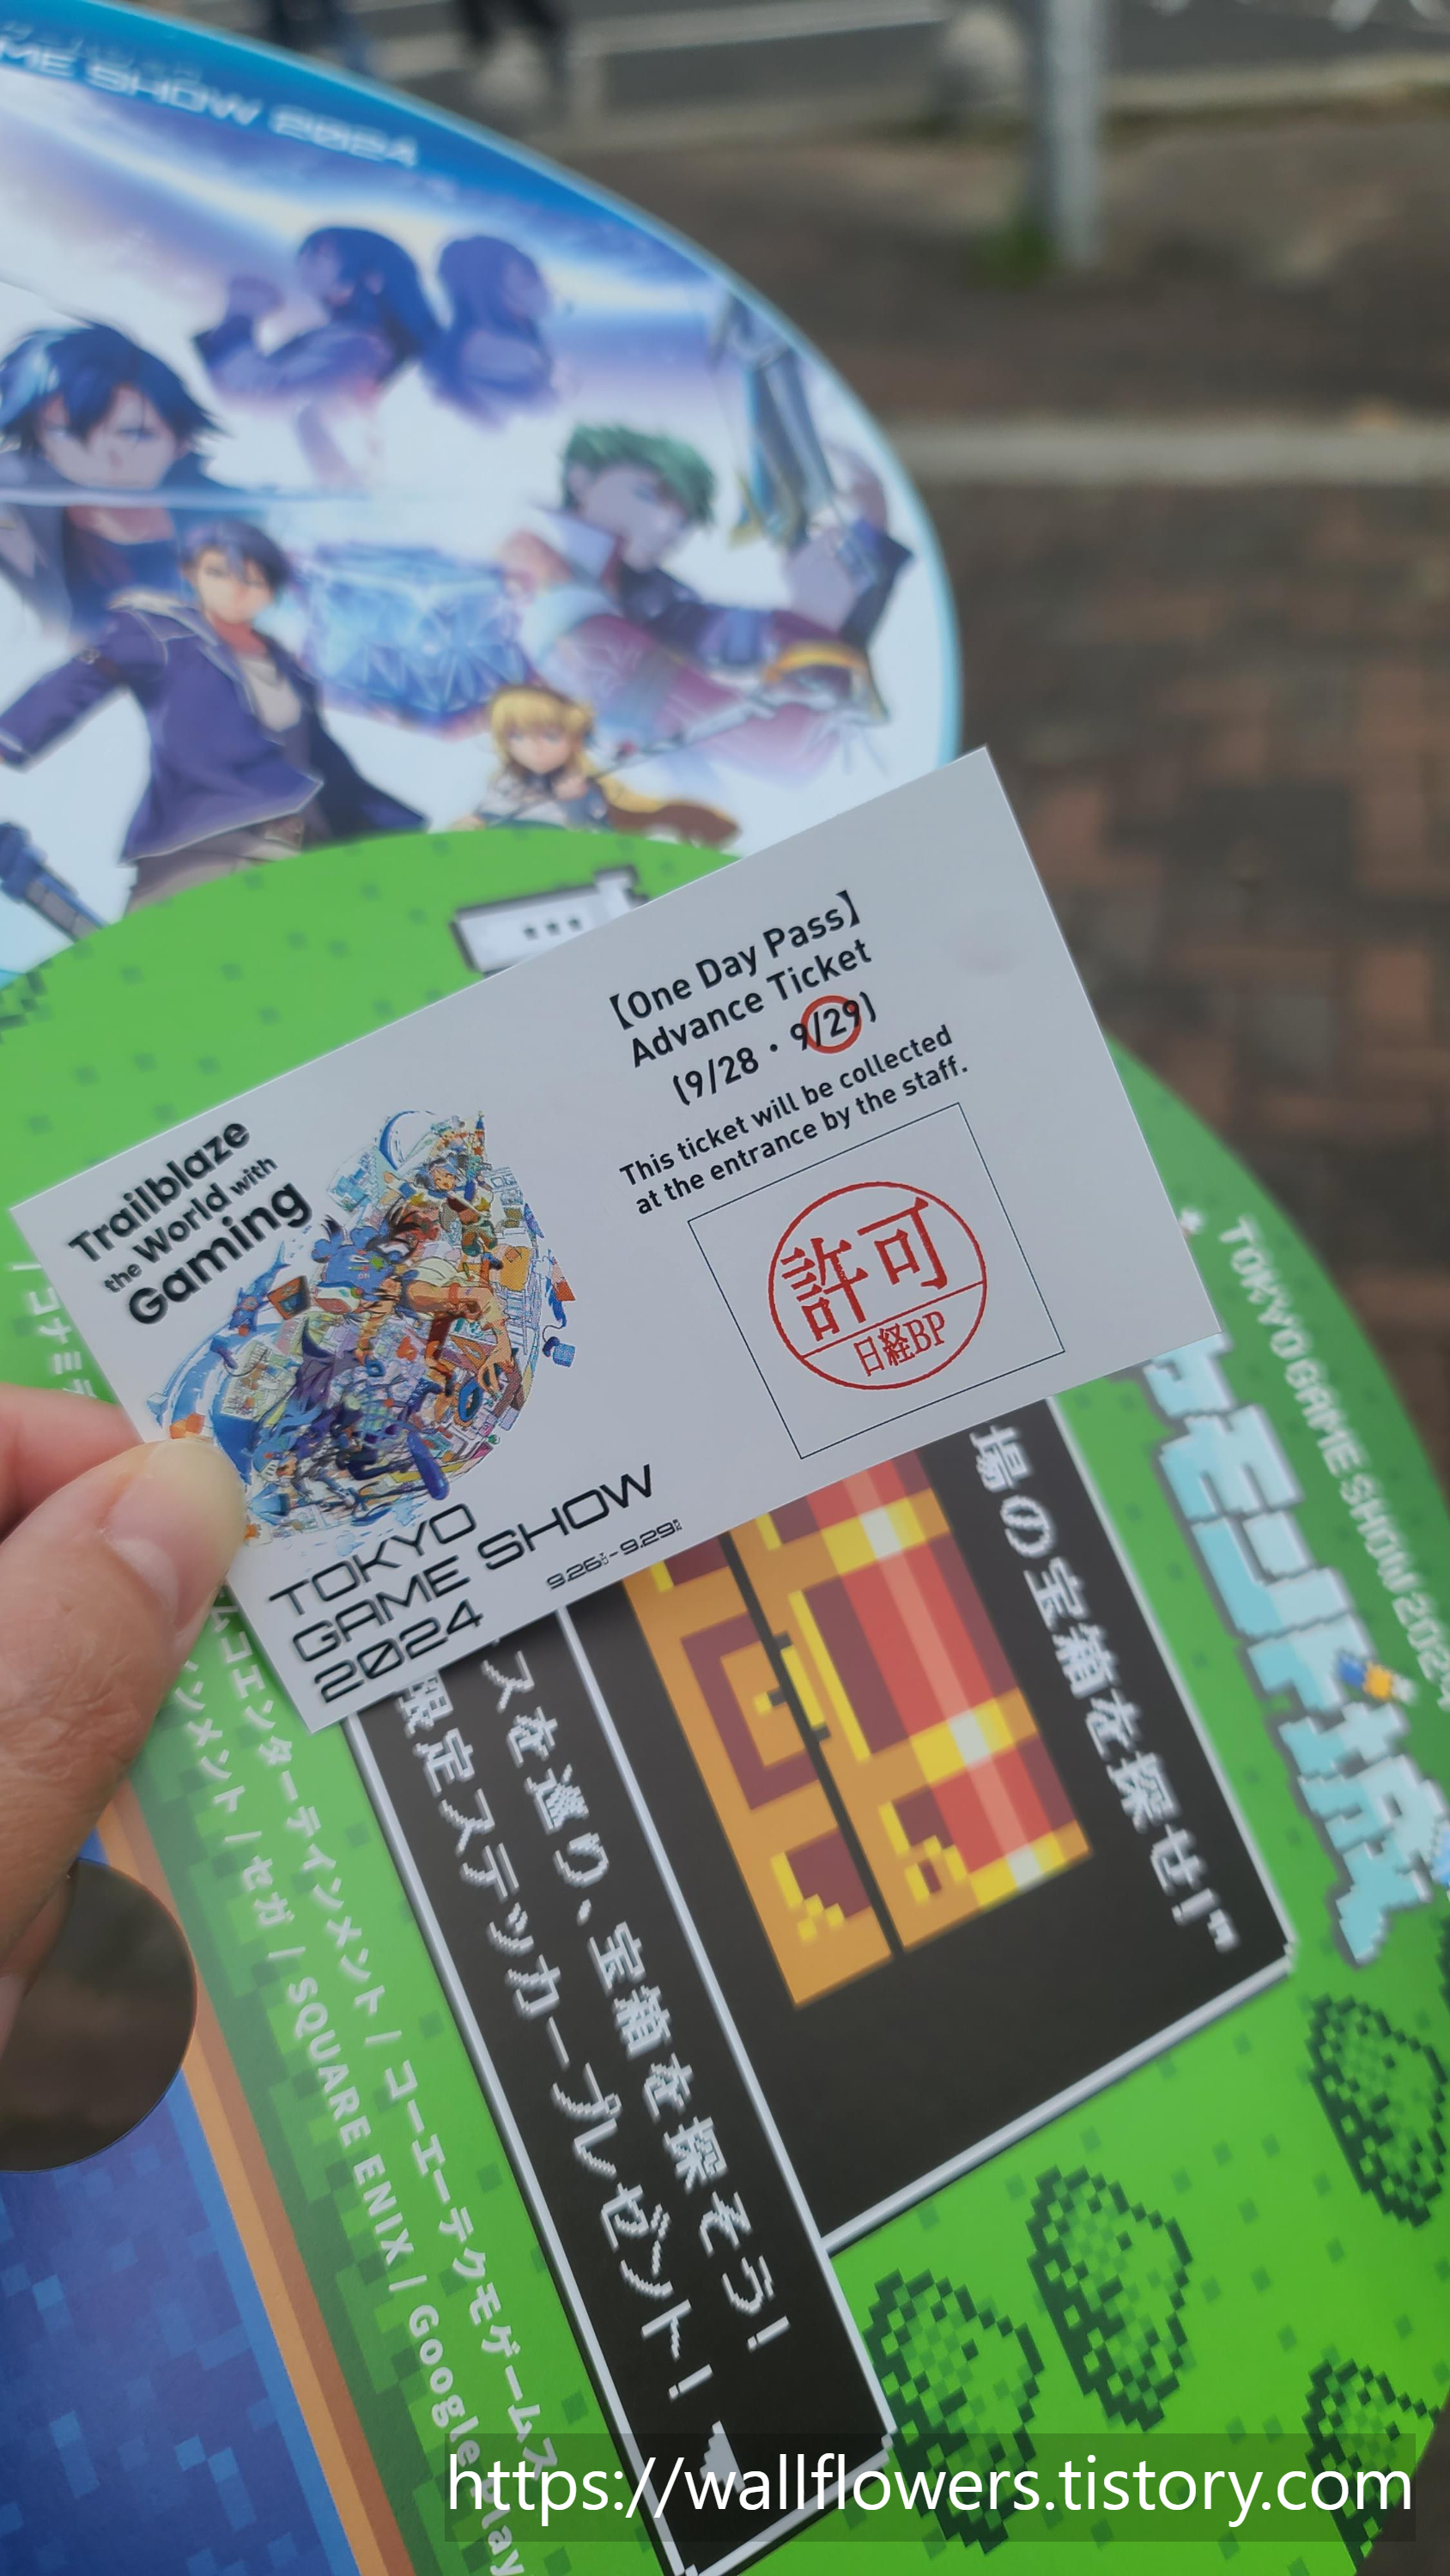 ME SHOW 2024
【One Day Pass】
Advance Ticket
(9/28・9/29)
This ticket will be collected
at the entrance by the staff.
Trailblaze
the World with
Gaming
許可
日経BP
TOKYO
GAME SHOW
2024
9.26-9.29
TOKYO GAME SHOW 2024
場の宝箱を探せ!"
スを巡り、宝箱を探そう!
限定ステッカープレゼント!
ムコエンターテインメント / コーエーテクモゲームス
ンメント / セガ / SQUARE ENIX / Google Play
https://wallflowers.tistory.com